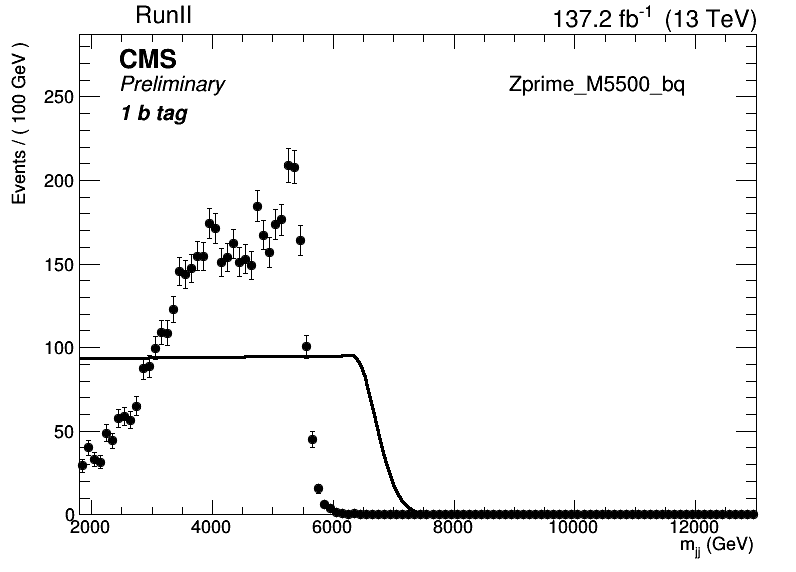 RunII
137.2 fb-1 (13 TeV)
CMS
Preliminary
1 b tag
Zprime_M5500_bq
Events / ( 100 GeV )
250
200
150
100
50
0
2000 4000 6000 8000 10000 12000
mjj (GeV)